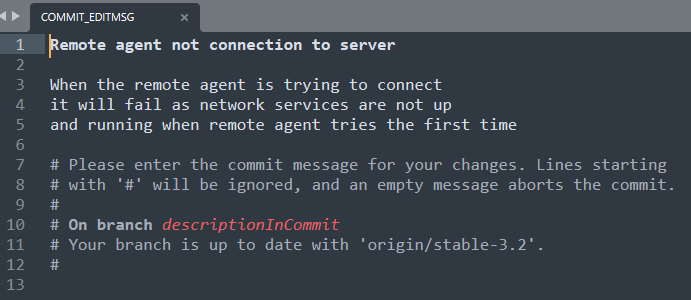 COMMIT_EDITMSG ×
1 Remote agent not connection to server
2
3 When the remote agent is trying to connect
4 it will fail as network services are not up
5 and running when remote agent tries the first time
6
7 # Please enter the commit message for your changes. Lines starting
8 # with '#' will be ignored, and an empty message aborts the commit.
9 #
10 # On branch descriptionInCommit
11 # Your branch is up to date with 'origin/stable-3.2'.
12 #
13